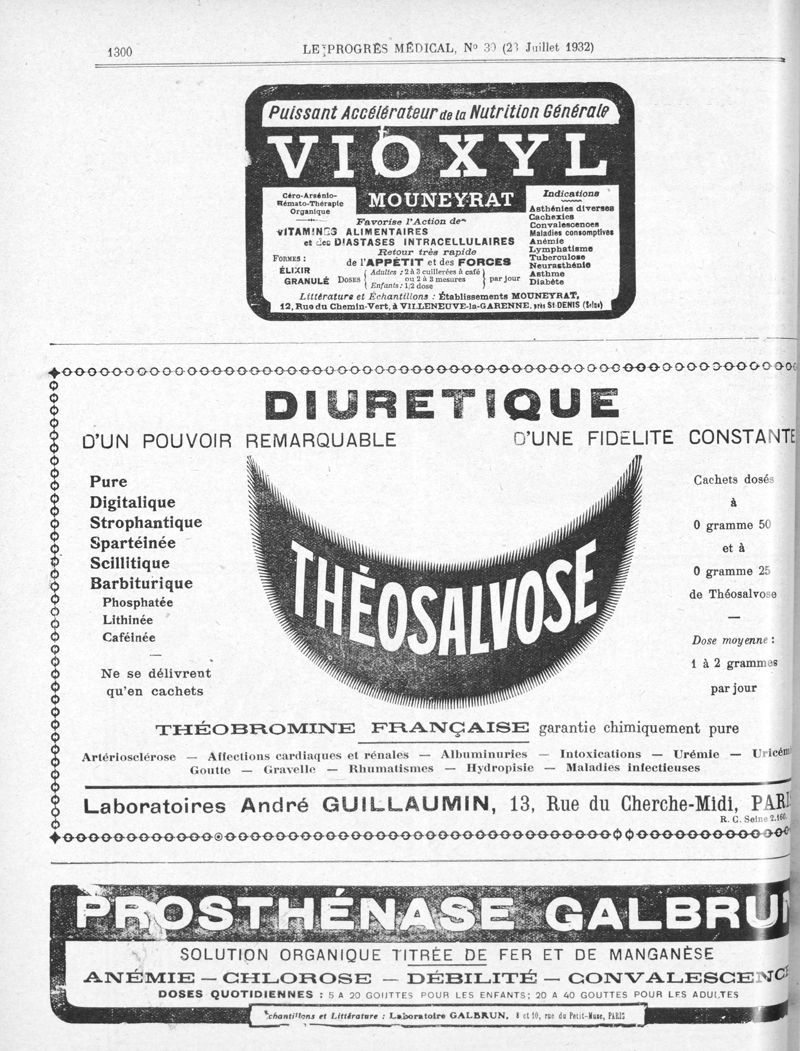 1300
LE PROGRÈS MÉDICAL, No 30 (23 Juillet 1932)
Puissant Accélérateur de la Nutrition Générale
VIOXYL
MOUNEYRAT
Céro-Arsénio-
Hémato-Thérapie
Organique
Favorise l'Action des
VITAMINES ALIMENTAIRES
et des DIASTASES INTRACELLULAIRES
Retour très rapide
de l'APPÉTIT et des FORCES
FORMES :
ÉLIXIR
GRANULÉ
DOSES
Adultes : 2 à 3 cuillerées à café
ou 2 à 3 mesures
Enfants : 1/2 dose
par jour
Indications
Asthénies diverses
Cachexies
Convalescences
Maladies consomptives
Anémie
Lymphatisme
Tuberculose
Neurasthénie
Asthme
Diabète
Littérature et Échantillons : Établissements MOUNEYRAT,
12, Rue du Chemin-Vert, à VILLENEUVE-la-GARENNE, près St-DENIS (Seine)
DIURETIQUE
D'UN POUVOIR REMARQUABLE D'UNE FIDELITE CONSTANTE
Pure
Digitalique
Strophantique
Spartéinée
Scillitique
Barbiturique
Phosphatée
Lithinée
Caféinée
—
Ne se délivrent
qu'en cachets
THÉOSALVOSE
Cachets dosés
à
0 gramme 50
et à
0 gramme 25
de Théosalvose
—
Dose moyenne :
1 à 2 grammes
par jour
THÉOBROMINE FRANÇAISE garantie chimiquement pure
Artériosclérose — Affections cardiaques et rénales — Albuminuries — Intoxications — Urémie — Uricém
Goutte — Gravelle — Rhumatismes — Hydropisie — Maladies infectieuses
Laboratoires André GUILLAUMIN, 13, Rue du Cherche-Midi, PARIS
R. C. Seine 2.160.
PROSTHÉNASE GALBRUN
SOLUTION ORGANIQUE TITRÉE DE FER ET DE MANGANÈSE
ANÉMIE — CHLOROSE — DÉBILITÉ — CONVALESCENCE
DOSES QUOTIDIENNES : 5 A 20 GOUTTES POUR LES ENFANTS; 20 A 40 GOUTTES POUR LES ADULTES
Échantillons et Littérature : Laboratoire GALBRUN, 8 et 10, rue du Petit-Musc, PARIS